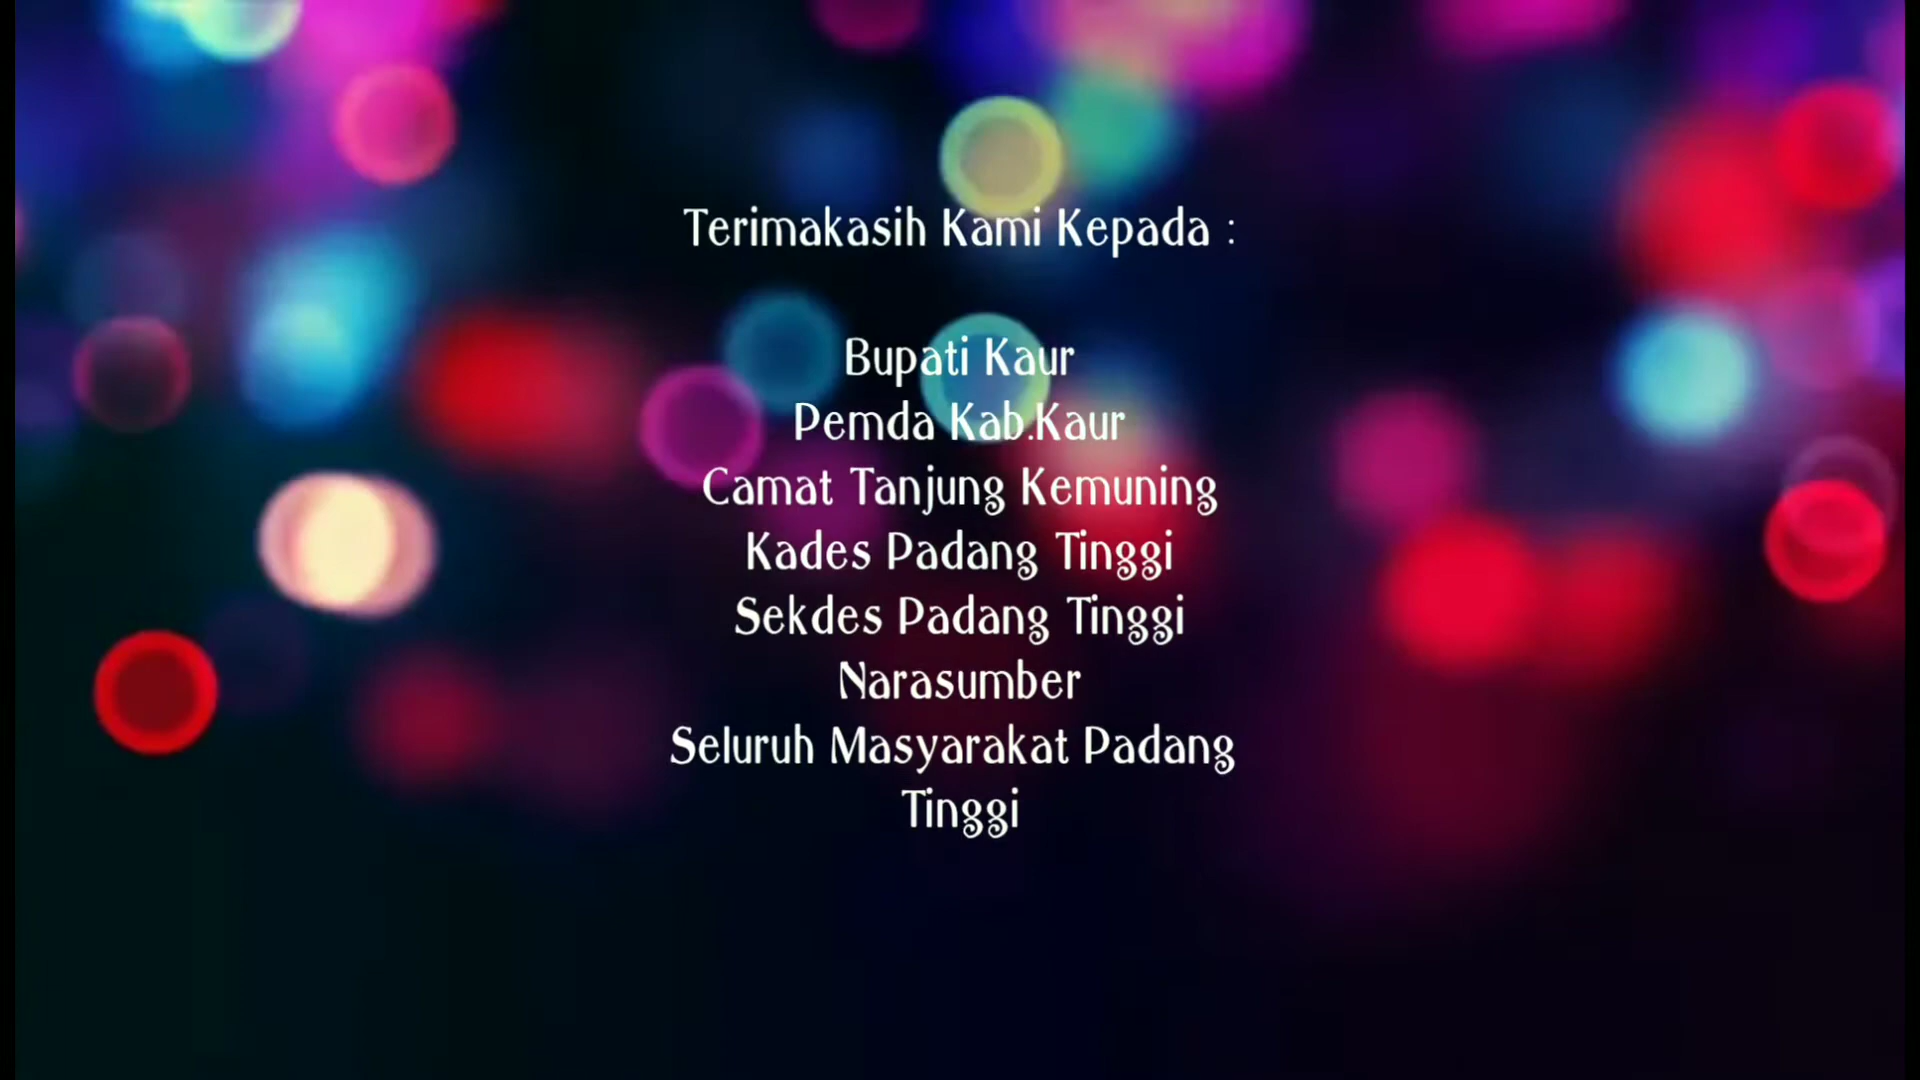 Terimakasih Kami Kepada :
Bupati Kaur
Pemda Kab.Kaur
Camat Tanjung Kemuning
Kades Padang Tinggi
Sekdes Padang Tinggi
Narasumber
Seluruh Masyarakat Padang
Tinggi